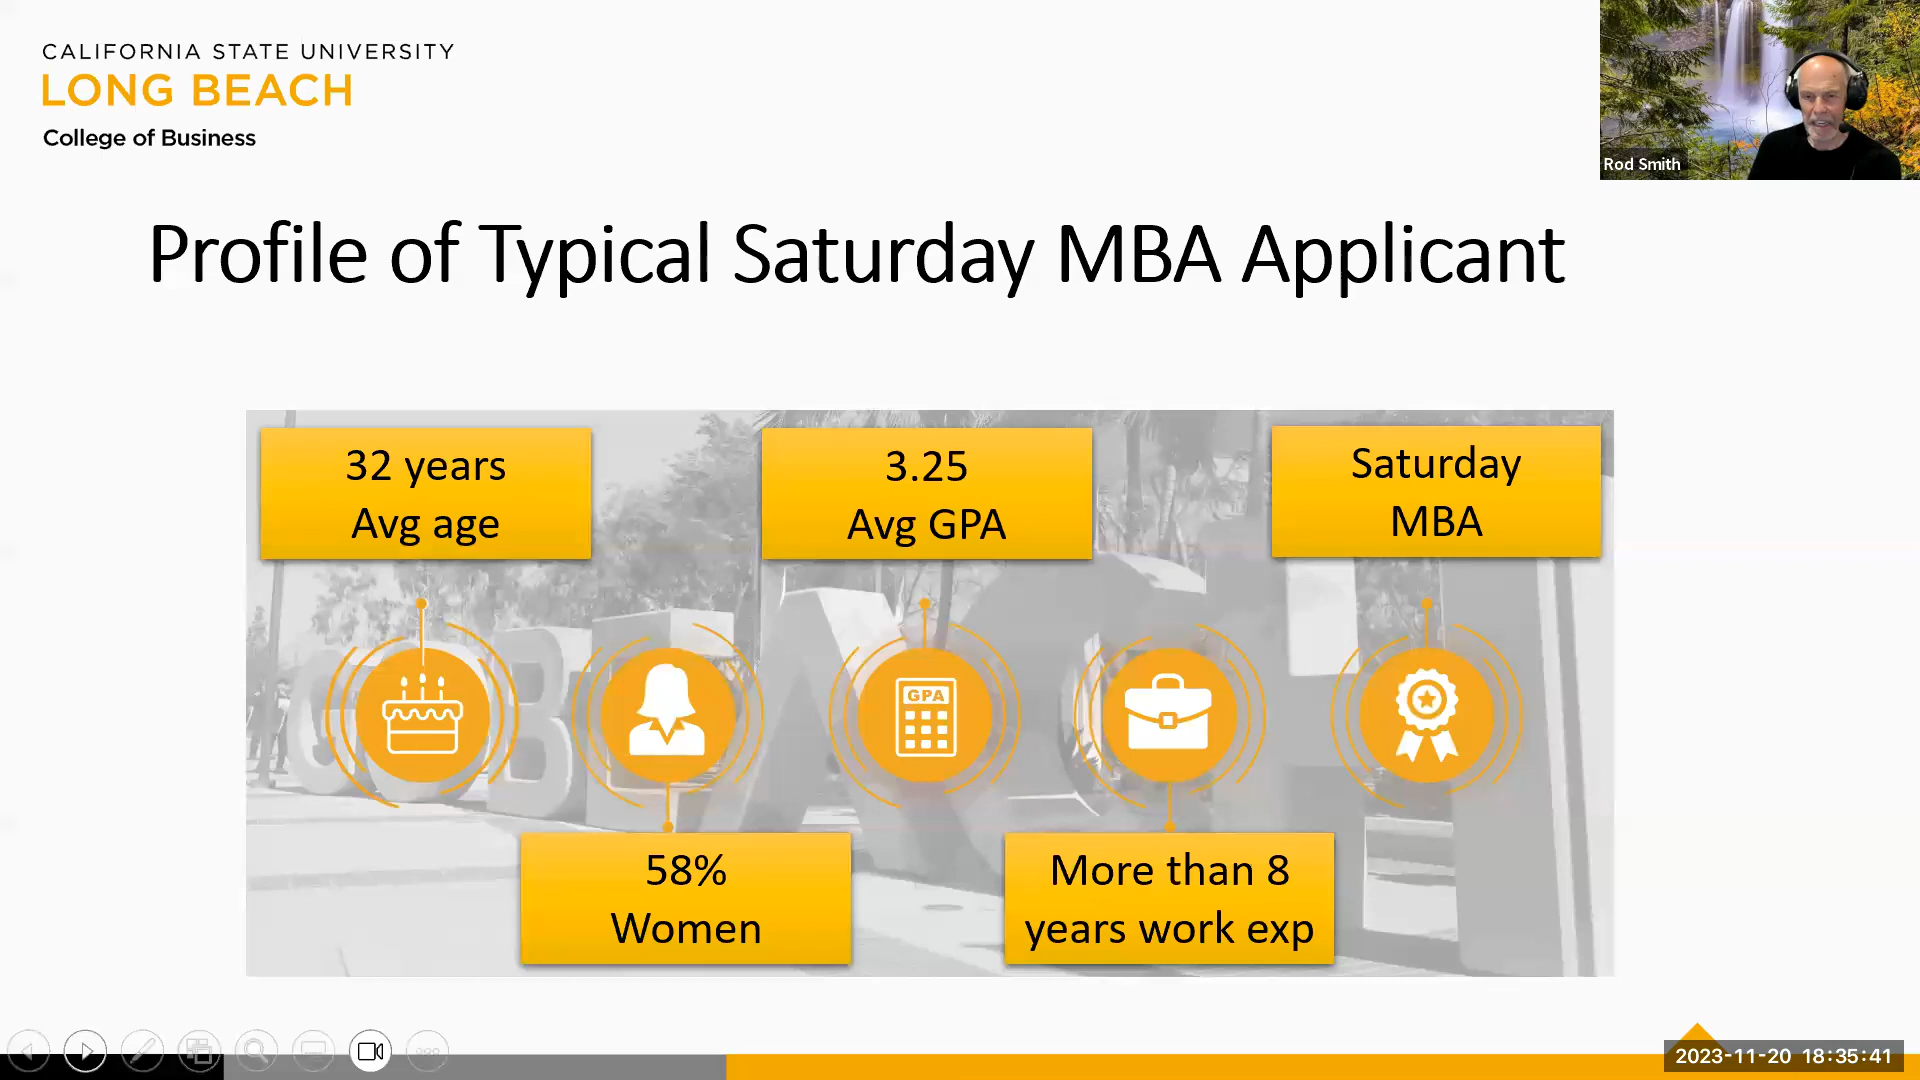 CALIFORNIA STATE UNIVERSITY
LONG BEACH
College of Business
Rod Smith
Profile of Typical Saturday MBA Applicant
32 years
Avg age
3.25
Avg GPA
Saturday
MBA
GPA
58%
Women
More than 8
years work exp
2023-11-20 18:35:41